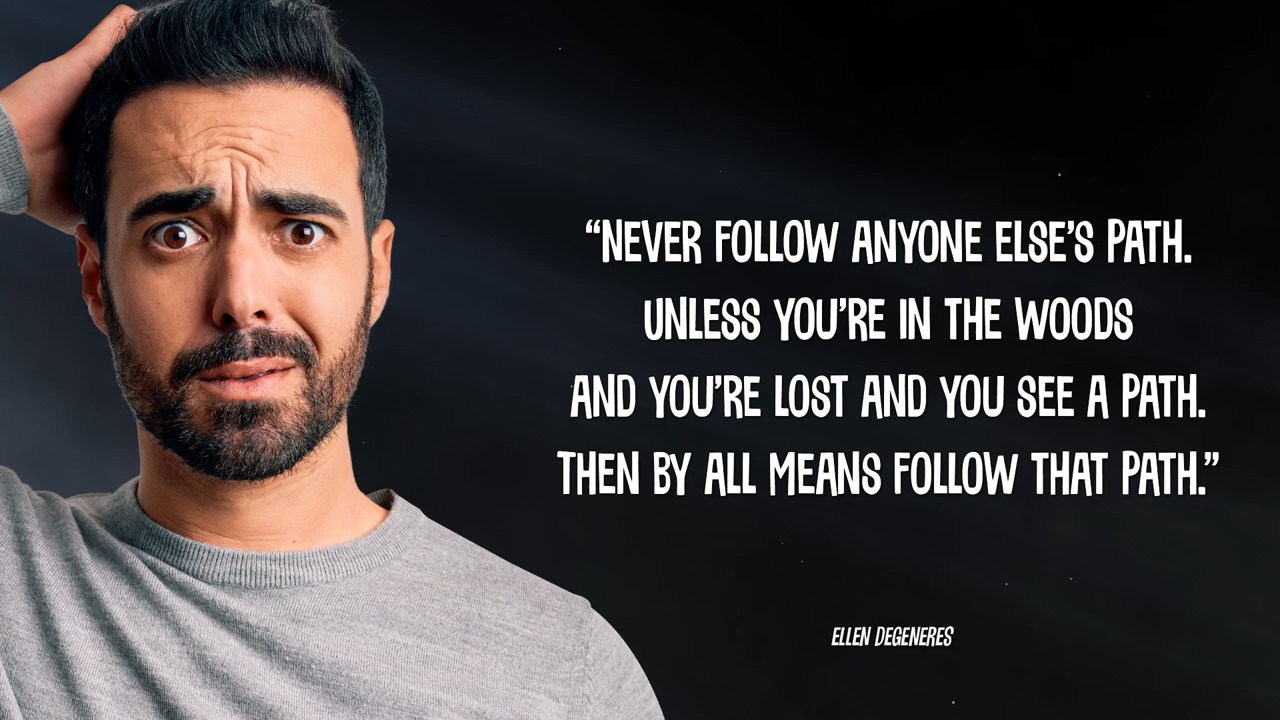 “NEVER FOLLOW ANYONE ELSE’S PATH.
UNLESS YOU’RE IN THE WOODS
AND YOU’RE LOST AND YOU SEE A PATH.
THEN BY ALL MEANS FOLLOW THAT PATH.”
ELLEN DEGENERES